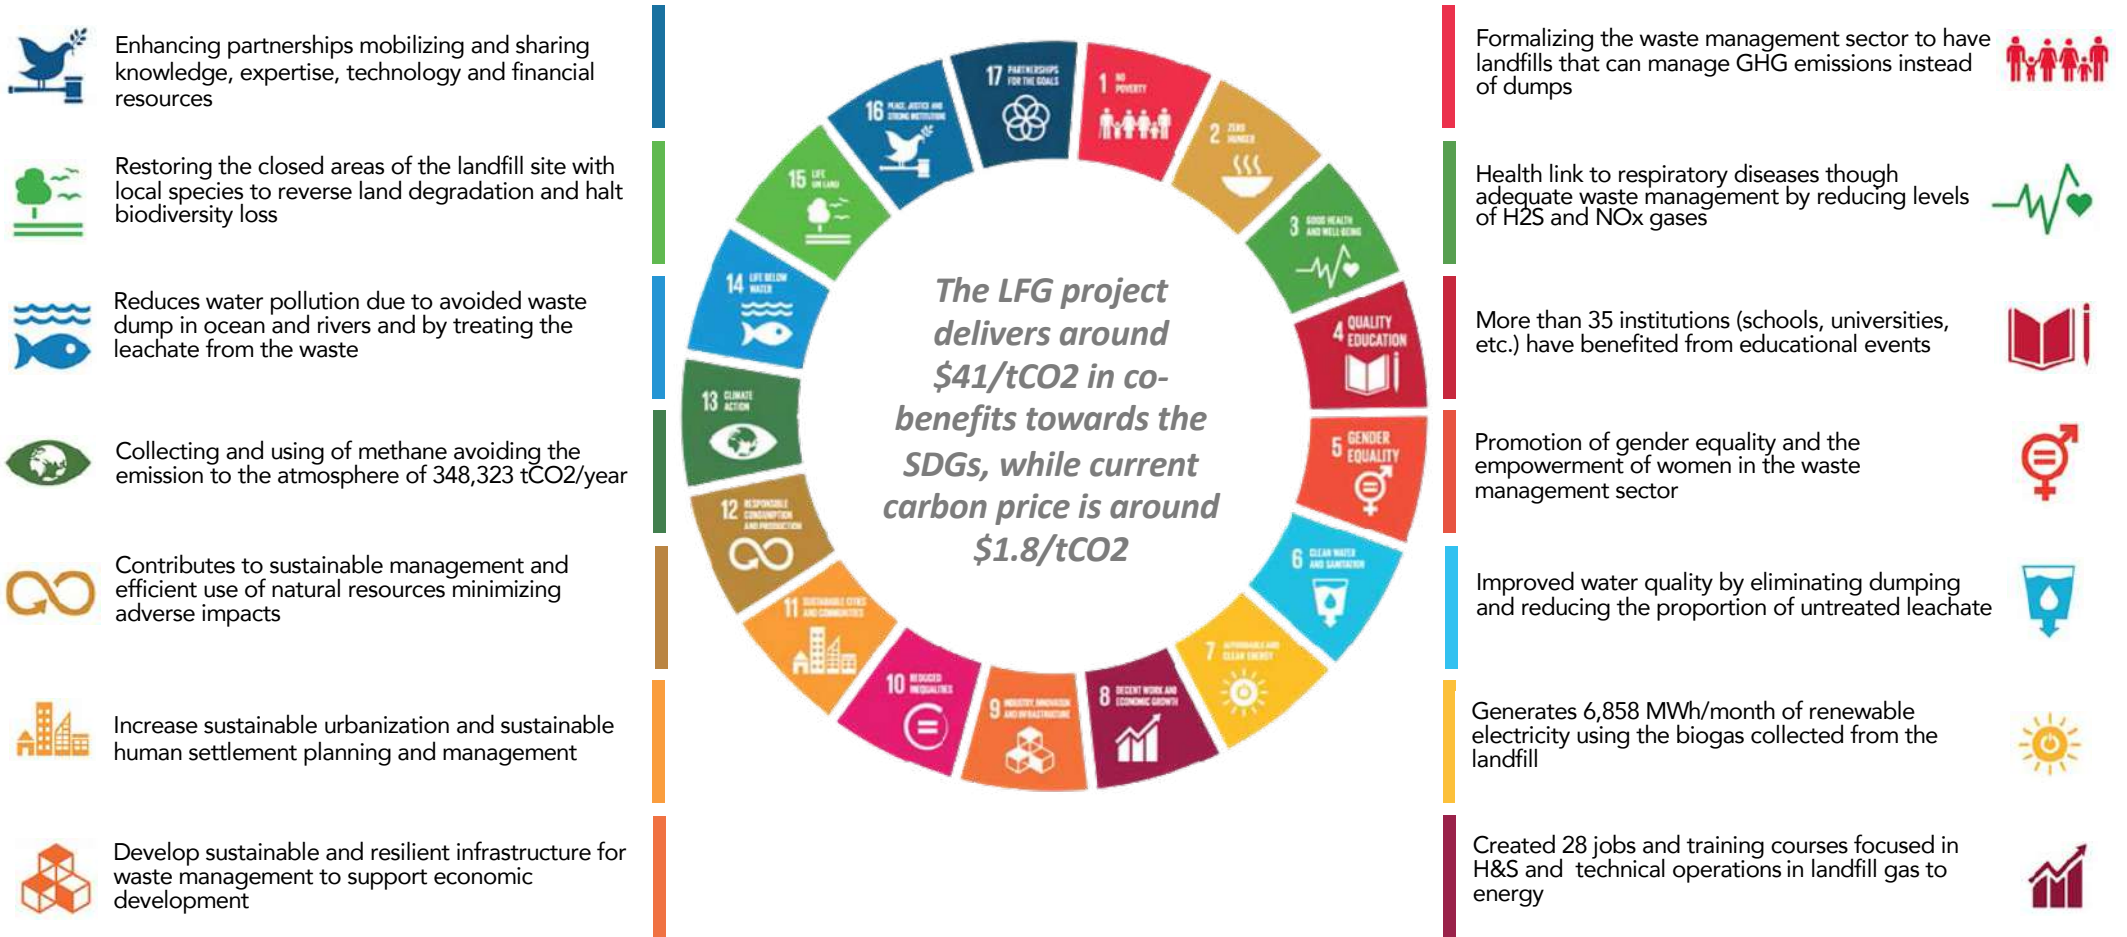 Enhancing partnerships mobilizing and sharing
knowledge, expertise, technology and financial
resources
Restoring the closed areas of the landfill site with
local species to reverse land degradation and halt
biodiversity loss
Reduces water pollution due to avoided waste
dump in ocean and rivers and by treating the
leachate from the waste
Collecting and using of methane avoiding the
emission to the atmosphere of 348,323 tCO2/year
Contributes to sustainable management and
efficient use of natural resources minimizing
adverse impacts
Increase sustainable urbanization and sustainable
human settlement planning and management
Develop sustainable and resilient infrastructure for
waste management to support economic
development
1 NO
POVERTY
2 ZERO
HUNGER
3 GOOD HEALTH
AND WELL-BEING
4 QUALITY
EDUCATION
5 GENDER
EQUALITY
6 CLEAN WATER
AND SANITATION
7 AFFORDABLE AND
CLEAN ENERGY
8 DECENT WORK AND
ECONOMIC GROWTH
9 INDUSTRY, INNOVATION
AND INFRASTRUCTURE
10 REDUCED
INEQUALITIES
11 SUSTAINABLE CITIES
AND COMMUNITIES
12 RESPONSIBLE
CONSUMPTION
AND PRODUCTION
13 CLIMATE
ACTION
14 LIFE BELOW
WATER
15 LIFE
ON LAND
16 PEACE, JUSTICE AND
STRONG INSTITUTIONS
17 PARTNERSHIPS
FOR THE GOALS
The LFG project
delivers around
$41/tCO2 in co-
benefits towards the
SDGs, while current
carbon price is around
$1.8/tCO2
Formalizing the waste management sector to have
landfills that can manage GHG emissions instead
of dumps
Health link to respiratory diseases though
adequate waste management by reducing levels
of H2S and NOx gases
More than 35 institutions (schools, universities,
etc.) have benefited from educational events
Promotion of gender equality and the
empowerment of women in the waste
management sector
Improved water quality by eliminating dumping
and reducing the proportion of untreated leachate
Generates 6,858 MWh/month of renewable
electricity using the biogas collected from the
landfill
Created 28 jobs and training courses focused in
H&S and technical operations in landfill gas to
energy